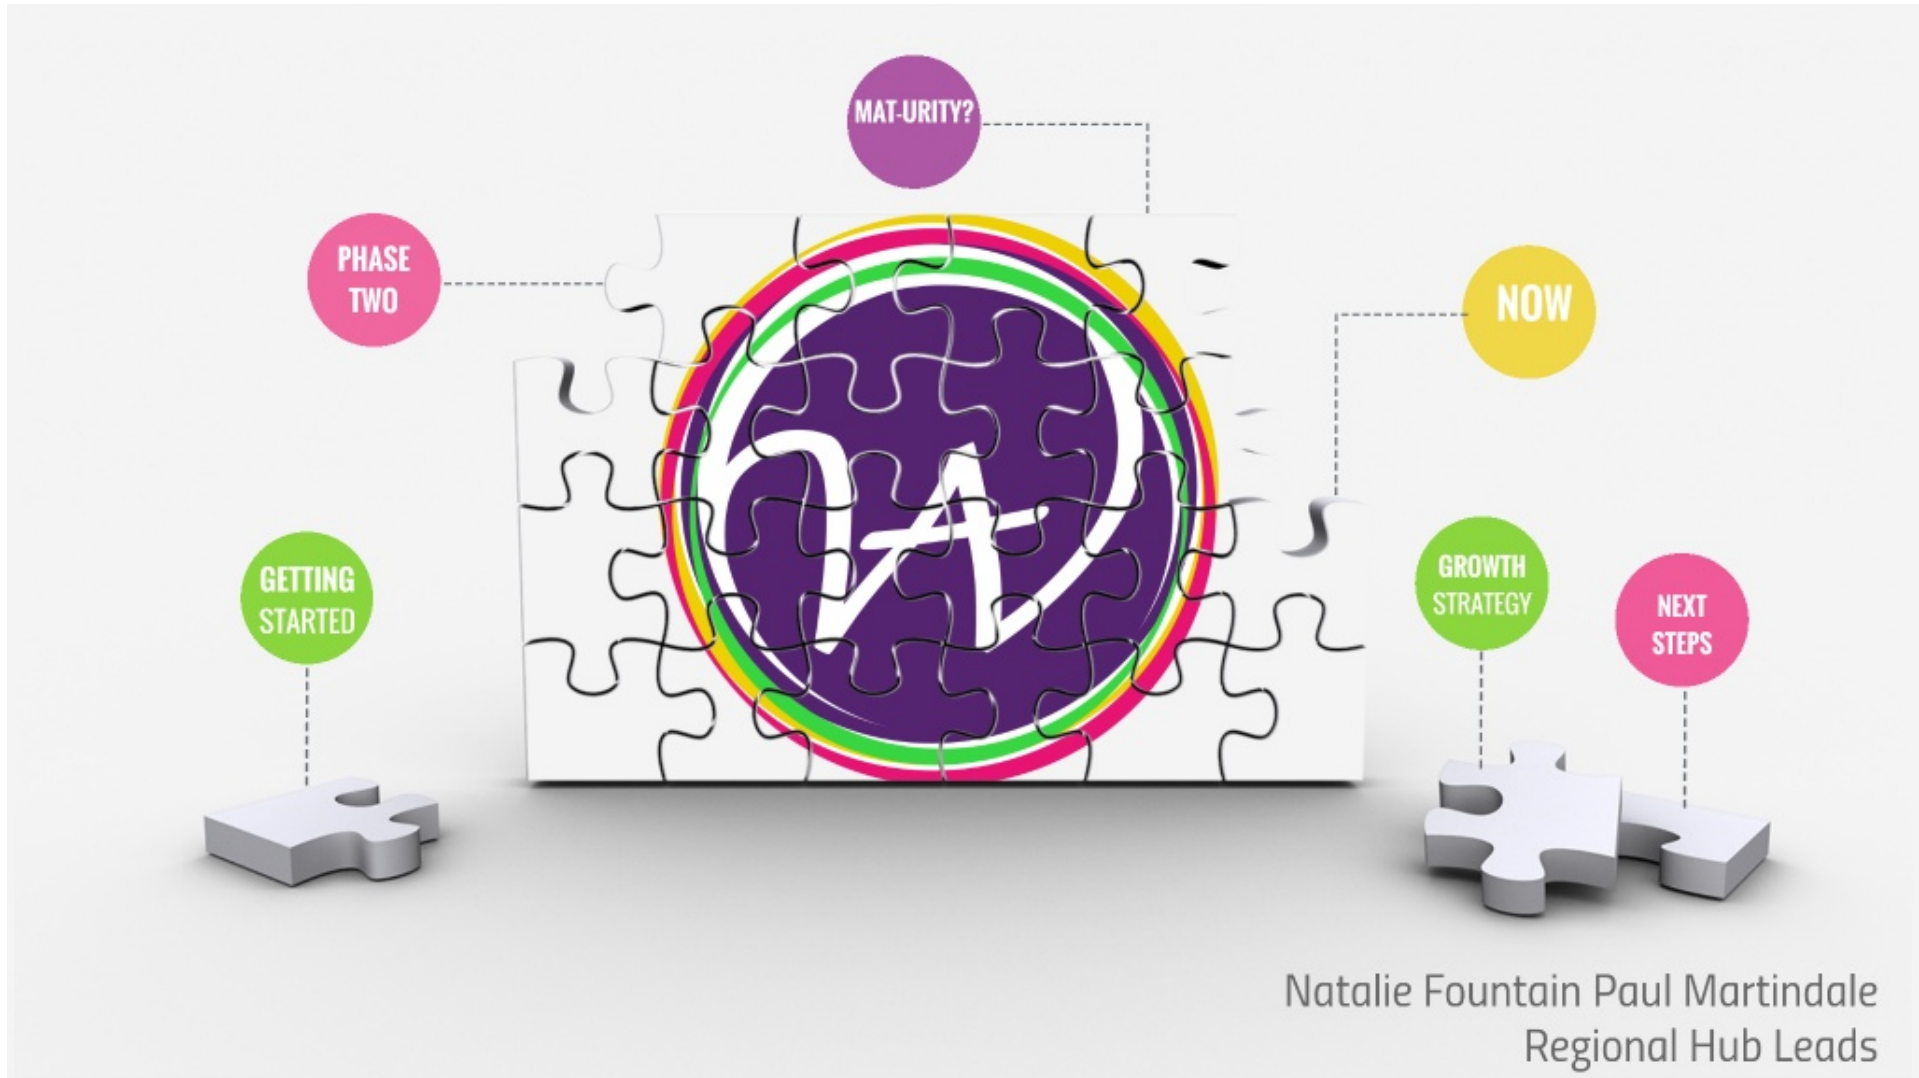 MAT-URITY?
PHASE
TWO
NOW
GETTING
STARTED
GROWTH
STRATEGY
NEXT
STEPS
Natalie Fountain Paul Martindale
Regional Hub Leads